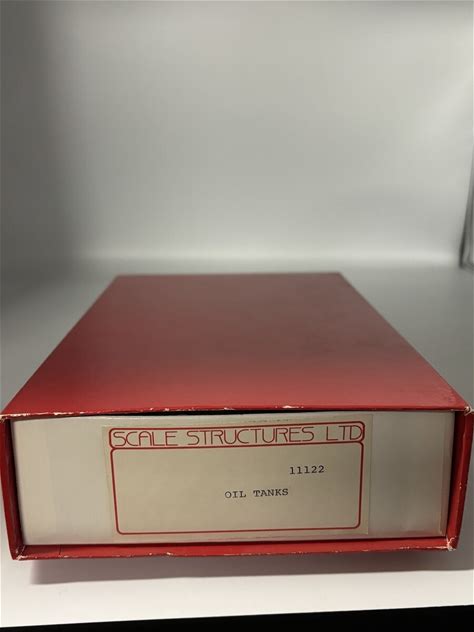 SCALE STRUCTURES LTD
11122
OIL TANKS